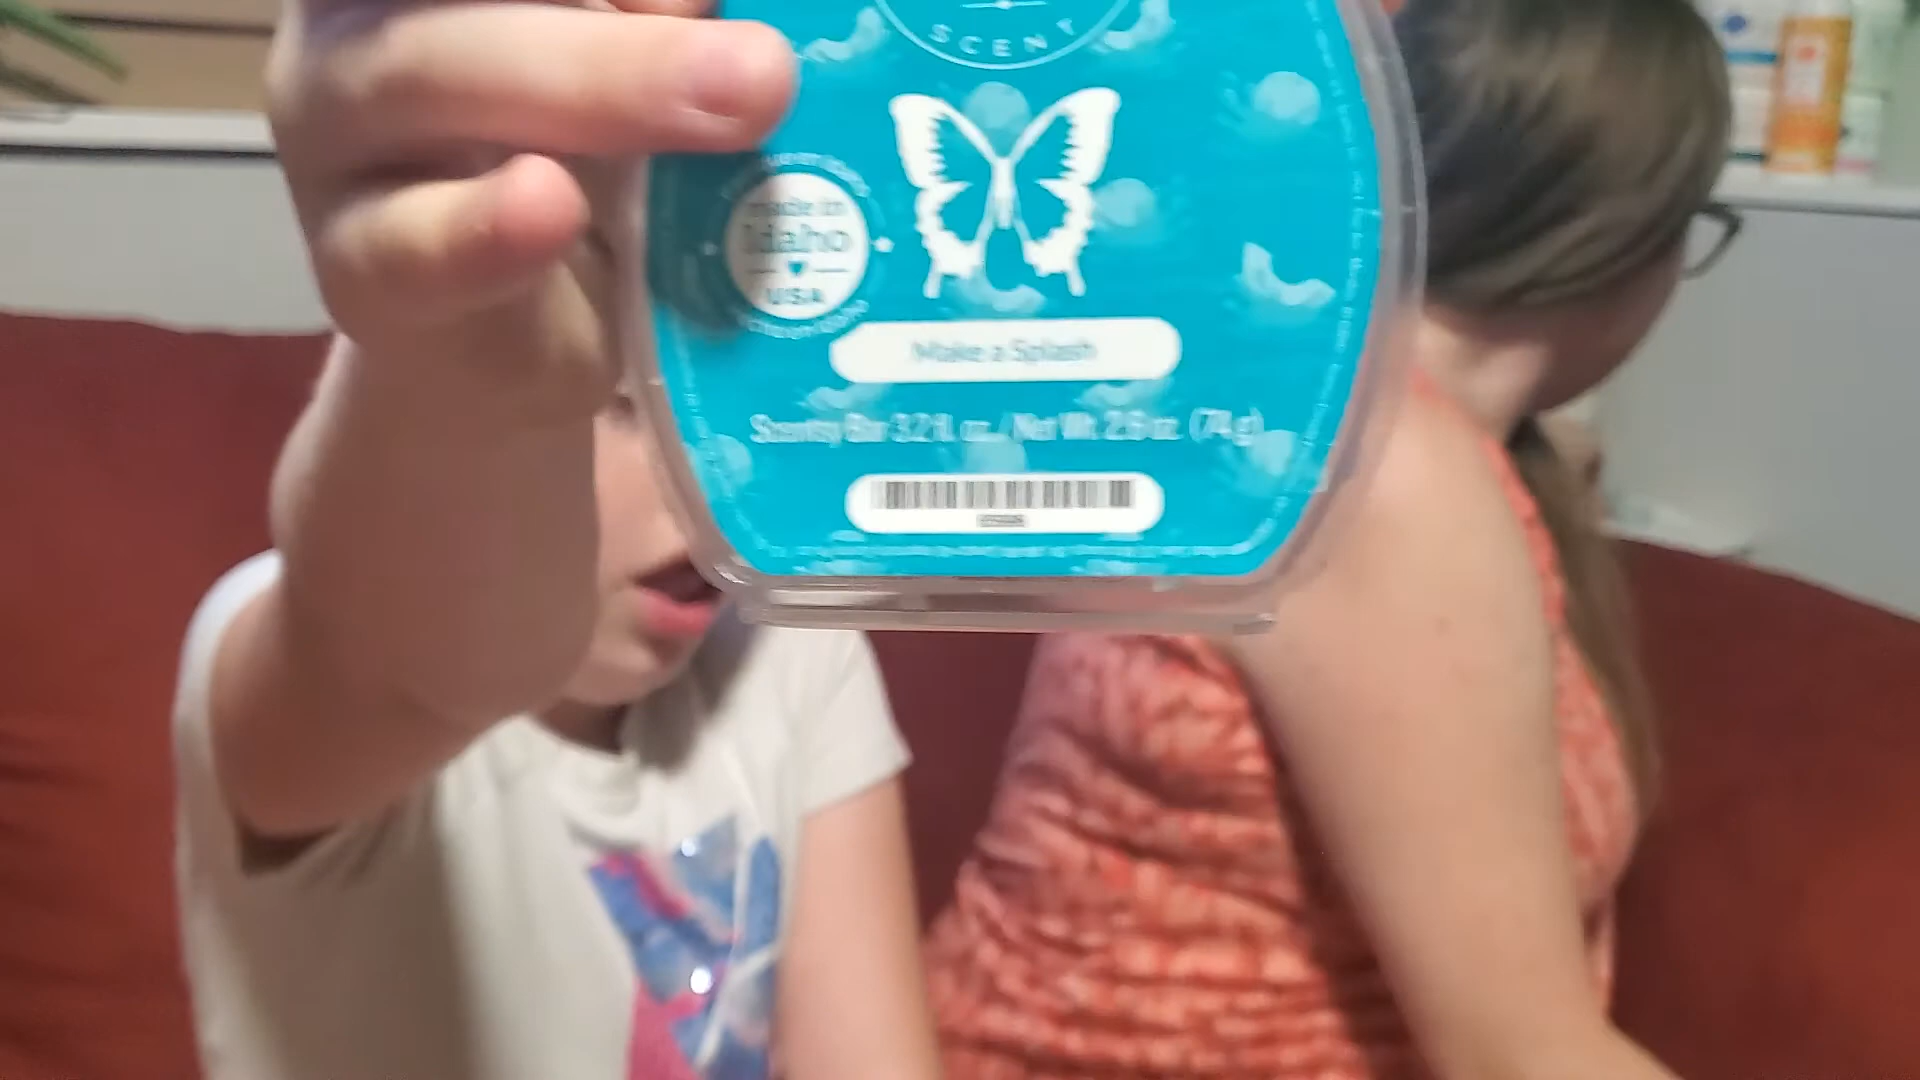 SCENT
made in
Idaho
USA
Make a Splash
Scentsy Bar 3.2 fl. oz. / Net Wt. 2.6 oz. (74 g)